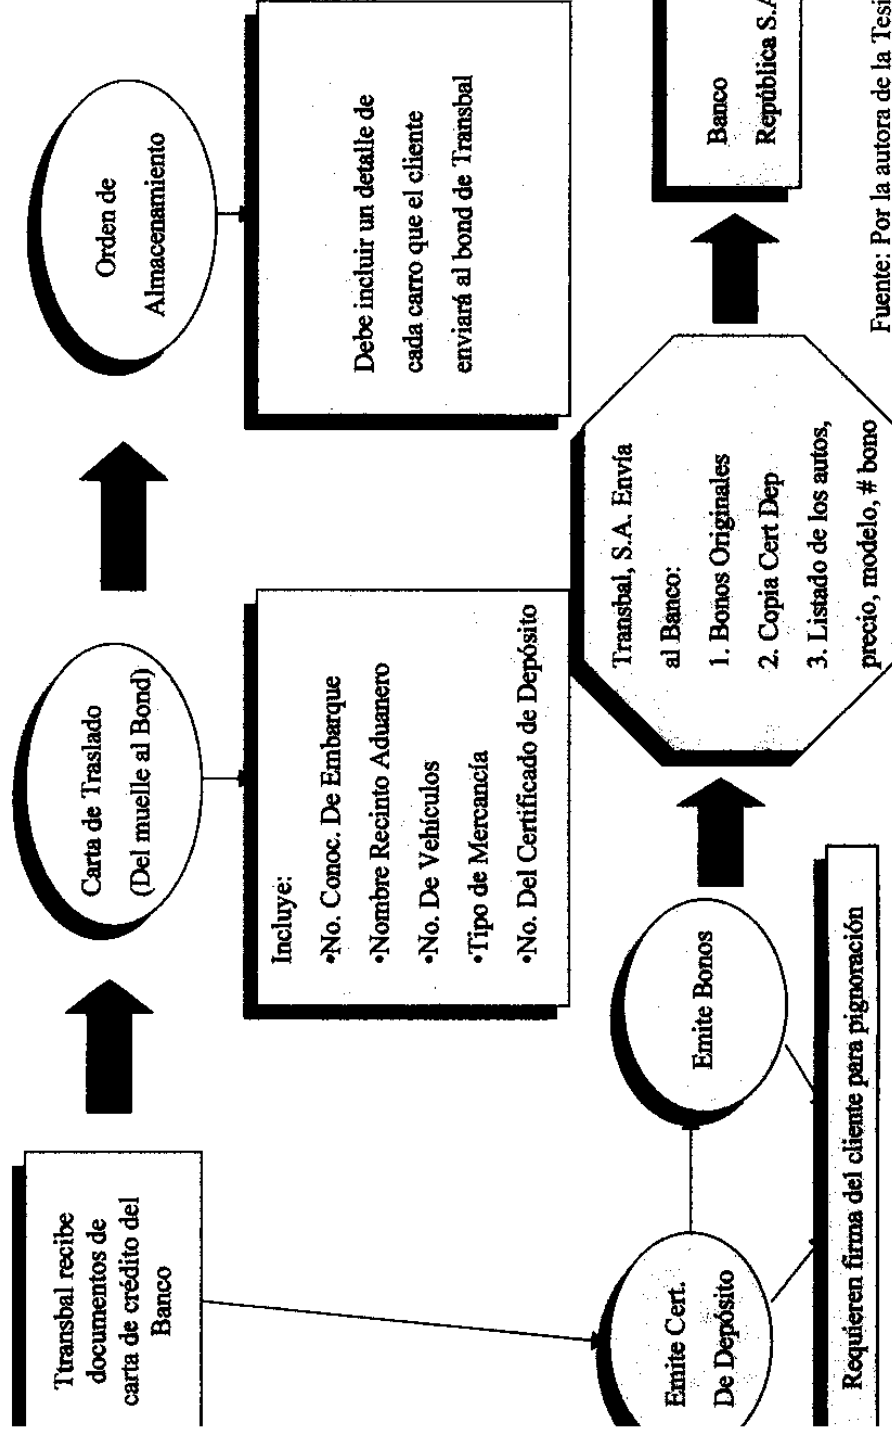 Ttransbal recibe
documentos de
carta de crédito del
Banco
Carta de Traslado
(Del muelle al Bond)
Orden de
Almacenamiento
Incluye:
•No. Conoc. De Embarque
•Nombre Recinto Aduanero
•No. De Vehículos
•Tipo de Mercancía
•No. Del Certificado de Depósito
Debe incluir un detalle de
cada carro que el cliente
enviará al bond de Transbal
Emite Cert.
De Depósito
Emite Bonos
Transbal, S.A. Envía
al Banco:
1. Bonos Originales
2. Copia Cert Dep
3. Listado de los autos,
precio, modelo, # bono
Banco
República S.A
Requieren firma del cliente para pignoración
Fuente: Por la autora de la Tesi